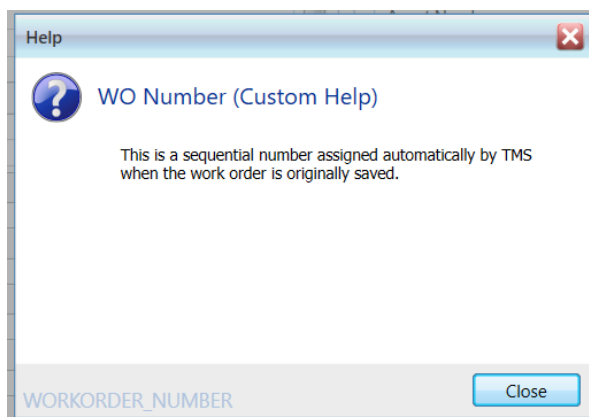 Help
WO Number (Custom Help)
This is a sequential number assigned automatically by TMS
when the work order is originally saved.
Close
WORKORDER_NUMBER